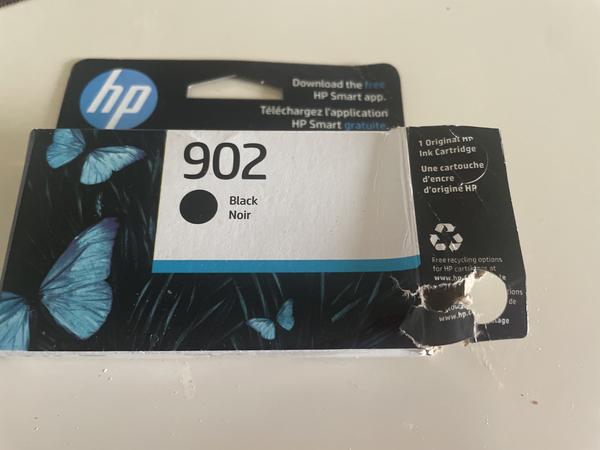 hp
Download the free
HP Smart app.
Téléchargez l'application
HP Smart gratuite.
902
Black
Noir
1 Original HP
Ink Cartridge
Une cartouche
d'encre
d'origine HP
Free recycling options
for HP cartridges at